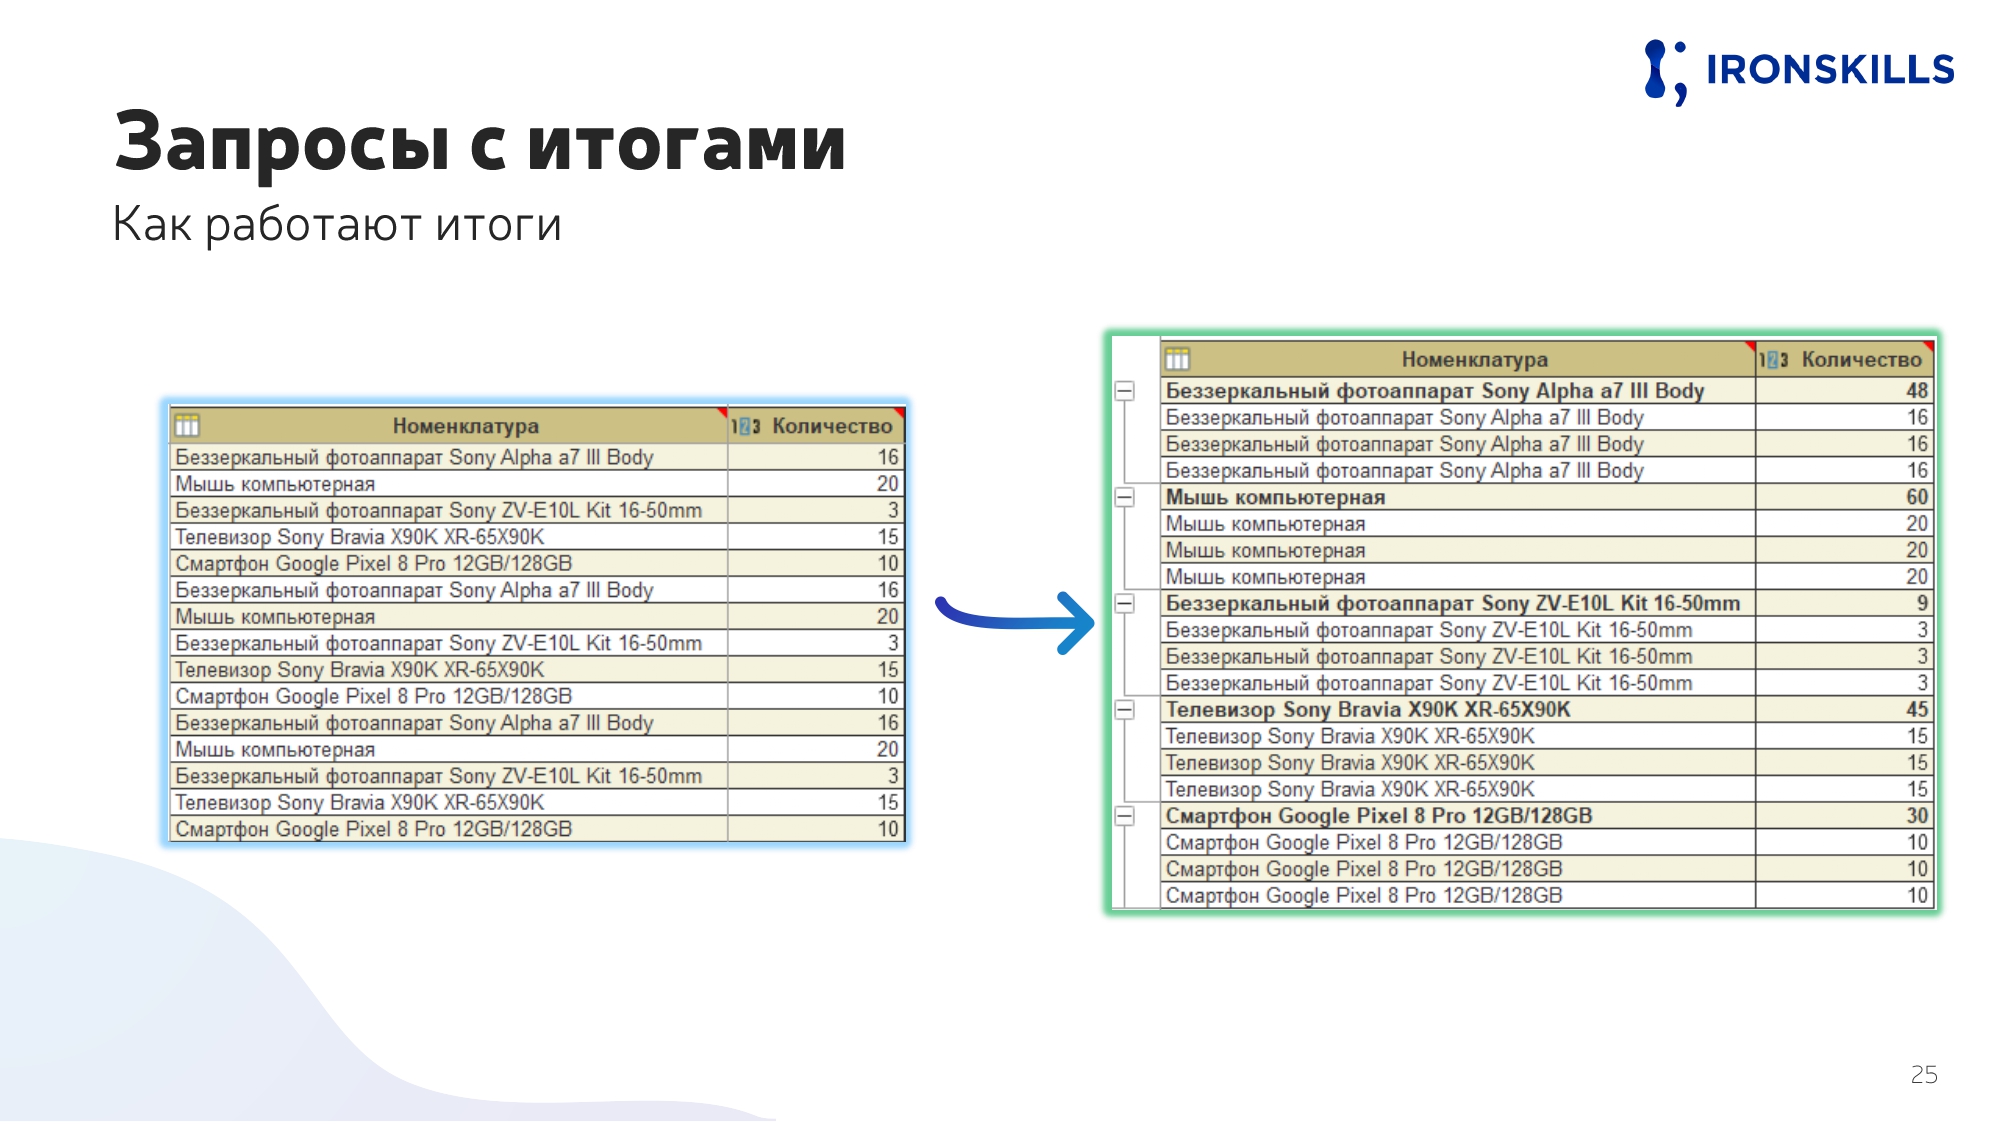 IRONSKILLS
Запросы с итогами
Как работают итоги
Номенклатура 123 Количество
Беззеркальный фотоаппарат Sony Alpha a7 III Body 16
Мышь компьютерная 20
Беззеркальный фотоаппарат Sony ZV-E10L Kit 16-50mm 3
Телевизор Sony Bravia X90K XR-65X90K 15
Смартфон Google Pixel 8 Pro 12GB/128GB 10
Беззеркальный фотоаппарат Sony Alpha a7 III Body 16
Мышь компьютерная 20
Беззеркальный фотоаппарат Sony ZV-E10L Kit 16-50mm 3
Телевизор Sony Bravia X90K XR-65X90K 15
Смартфон Google Pixel 8 Pro 12GB/128GB 10
Беззеркальный фотоаппарат Sony Alpha a7 III Body 16
Мышь компьютерная 20
Беззеркальный фотоаппарат Sony ZV-E10L Kit 16-50mm 3
Телевизор Sony Bravia X90K XR-65X90K 15
Смартфон Google Pixel 8 Pro 12GB/128GB 10
Номенклатура 123 Количество
Беззеркальный фотоаппарат Sony Alpha a7 III Body 48
Беззеркальный фотоаппарат Sony Alpha a7 III Body 16
Беззеркальный фотоаппарат Sony Alpha a7 III Body 16
Беззеркальный фотоаппарат Sony Alpha a7 III Body 16
Мышь компьютерная 60
Мышь компьютерная 20
Мышь компьютерная 20
Мышь компьютерная 20
Беззеркальный фотоаппарат Sony ZV-E10L Kit 16-50mm 9
Беззеркальный фотоаппарат Sony ZV-E10L Kit 16-50mm 3
Беззеркальный фотоаппарат Sony ZV-E10L Kit 16-50mm 3
Беззеркальный фотоаппарат Sony ZV-E10L Kit 16-50mm 3
Телевизор Sony Bravia X90K XR-65X90K 45
Телевизор Sony Bravia X90K XR-65X90K 15
Телевизор Sony Bravia X90K XR-65X90K 15
Телевизор Sony Bravia X90K XR-65X90K 15
Смартфон Google Pixel 8 Pro 12GB/128GB 30
Смартфон Google Pixel 8 Pro 12GB/128GB 10
Смартфон Google Pixel 8 Pro 12GB/128GB 10
Смартфон Google Pixel 8 Pro 12GB/128GB 10
25